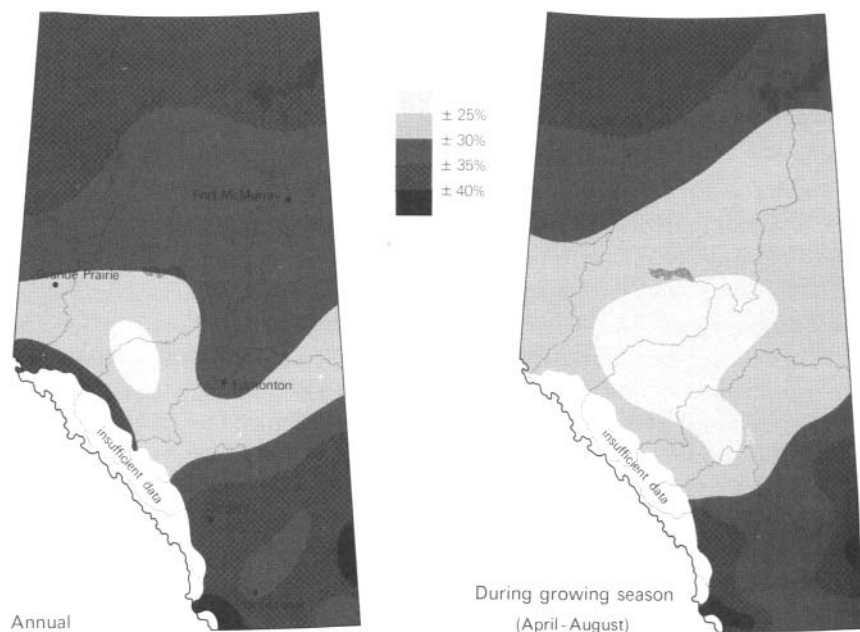 ± 25%
± 30%
± 35%
± 40%
Fort McMurray
Grande Prairie
Edmonton
insufficient data
Annual
insufficient data
During growing season
(April - August)